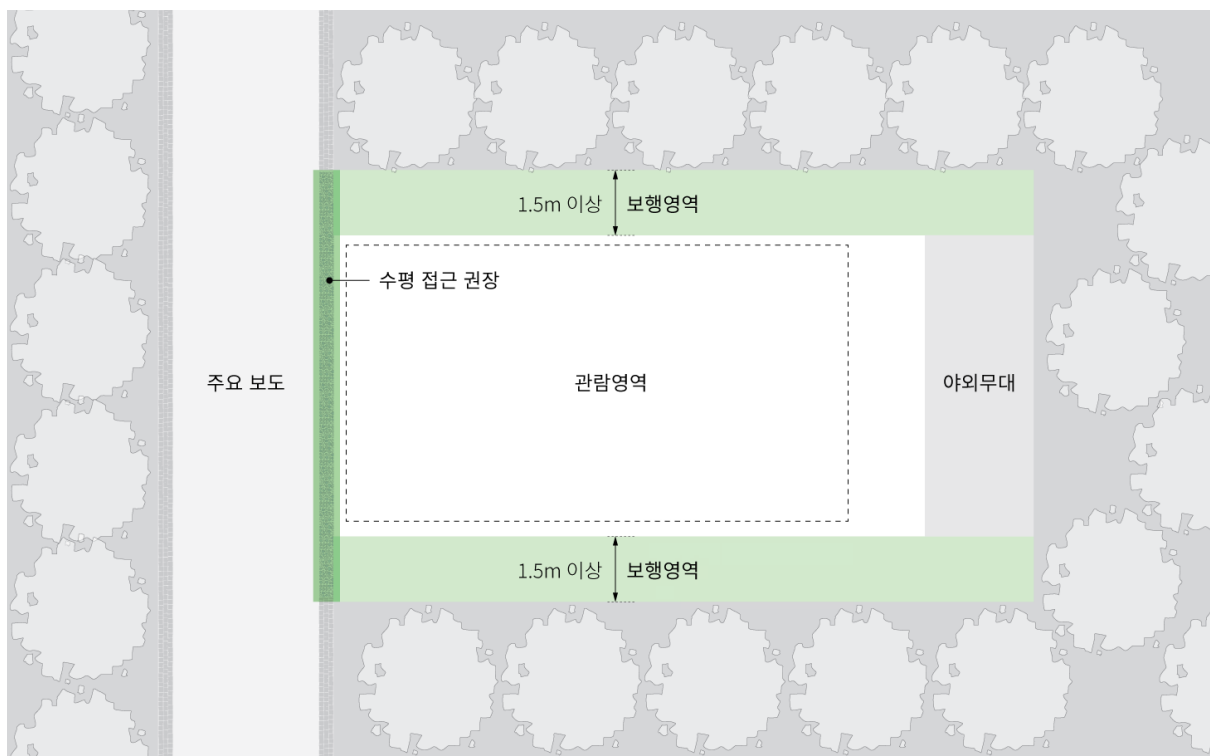 1.5m 이상 보행영역
수평 접근 권장
주요 보도
관람영역
야외무대
1.5m 이상 보행영역